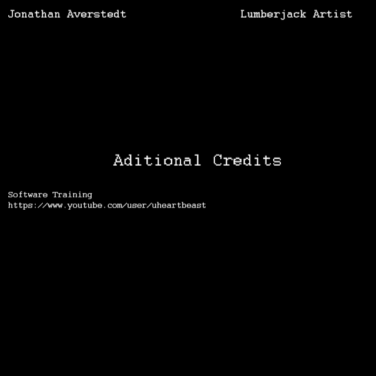 Jonathan Averstedt Lumberjack Artist
Aditional Credits
Software Training
https://www.youtube.com/user/uheartbeast